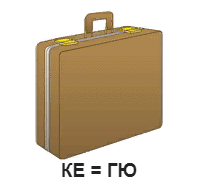 КЕ = ГЮ